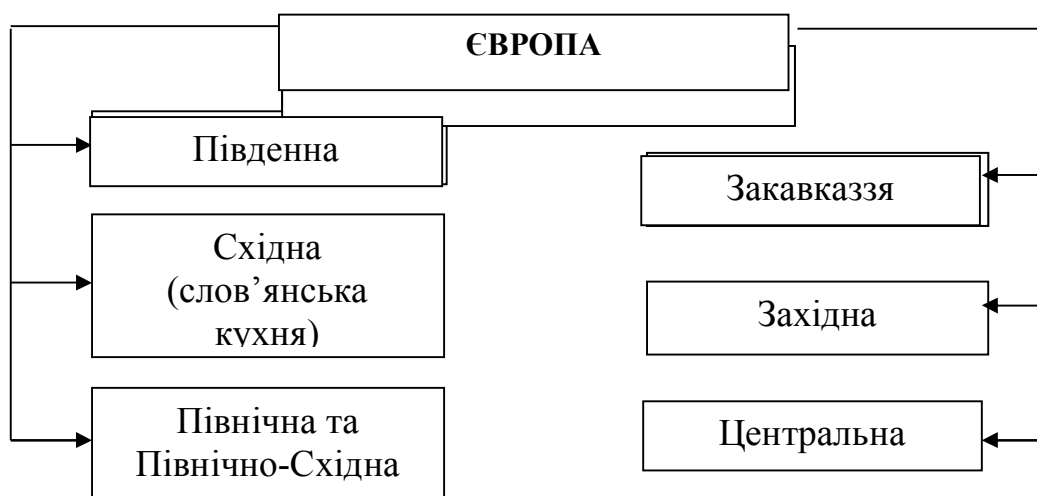 ЄВРОПА
Південна
Східна
(слов’янська
кухня)
Північна та
Північно-Східна
Закавказзя
Західна
Центральна